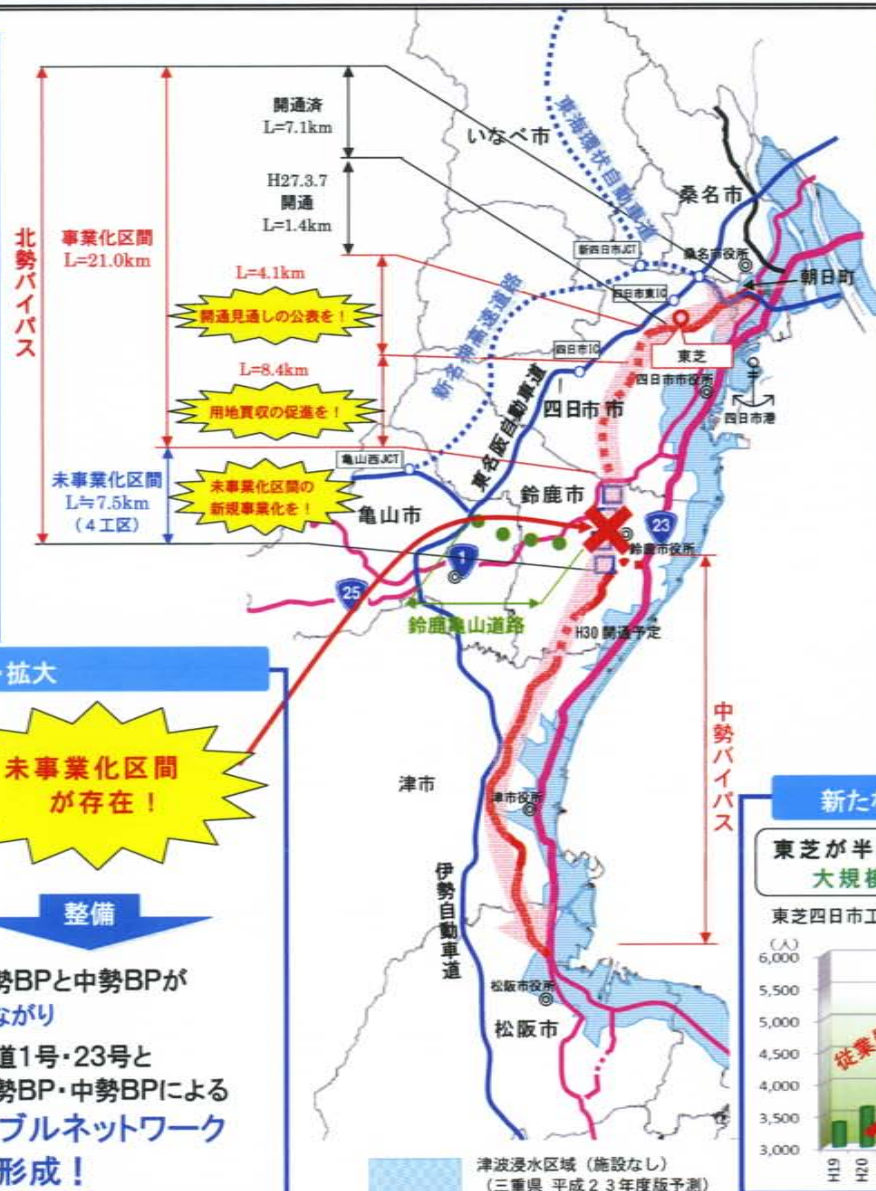 北勢バイパス
事業化区間
L=21.0km
未事業化区間
L≒7.5km
(4工区)
開通済
L=7.1km
H27.3.7
開通
L=1.4km
L=4.1km
開通見通しの公表を！
L=8.4km
用地買収の促進を！
未事業化区間の
新規事業化を！
いなべ市
東海環状自動車道
桑名市
新四日市JCT
桑名市役所
朝日町
四日市東IC
新名神高速道路
東芝
四日市IC
四日市市役所
四日市港
四日市市
東名阪自動車道
亀山西JCT
鈴鹿市
亀山市
23
鈴鹿市役所
1
25
鈴鹿亀山道路
H30 開通予定
中勢バイパス
津市
津市役所
伊勢自動車道
松阪市役所
松阪市
津波浸水区域（施設なし）
（三重県 平成２３年度版予測）
・拡大
未事業化区間
が存在！
整備
勢BPと中勢BPが
ながり
道1号・23号と
勢BP・中勢BPによる
ブルネットワーク
形成！
新たな
東芝が半
大規模
東芝四日市工
(人)
6,000
5,500
5,000
4,500
4,000
3,500
3,000
従業員
H19
H20